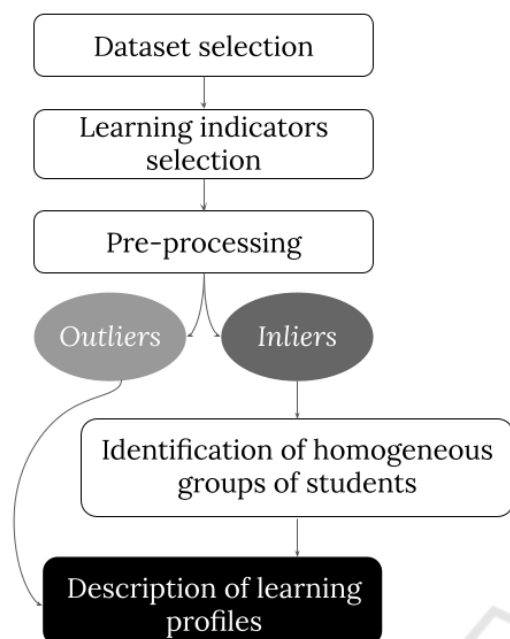 Dataset selection
Learning indicators
selection
Pre-processing
Outliers
Inliers
Identification of homogeneous
groups of students
Description of learning
profiles